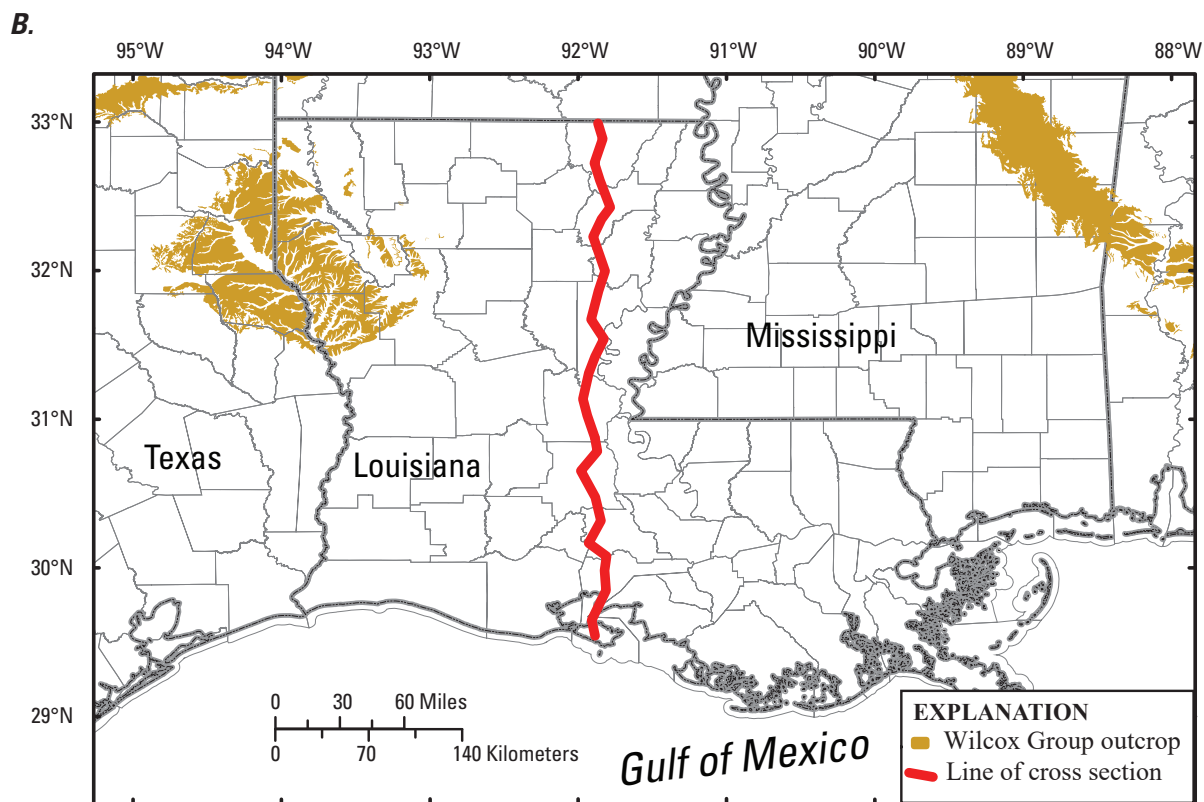 B.
95°W 94°W 93°W 92°W 91°W 90°W 89°W 88°W
33°N
32°N
Mississippi
31°N
Texas
Louisiana
30°N
29°N
0 30 60 Miles
0 70 140 Kilometers
Gulf of Mexico
EXPLANATION
Wilcox Group outcrop
Line of cross section